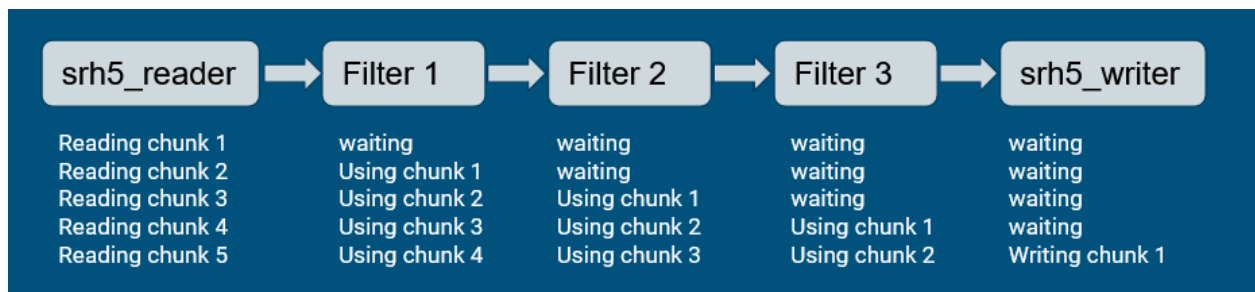 srh5_reader Filter 1 Filter 2 Filter 3 srh5_writer
Reading chunk 1 waiting waiting waiting waiting
Reading chunk 2 Using chunk 1 waiting waiting waiting
Reading chunk 3 Using chunk 2 Using chunk 1 waiting waiting
Reading chunk 4 Using chunk 3 Using chunk 2 Using chunk 1 waiting
Reading chunk 5 Using chunk 4 Using chunk 3 Using chunk 2 Writing chunk 1